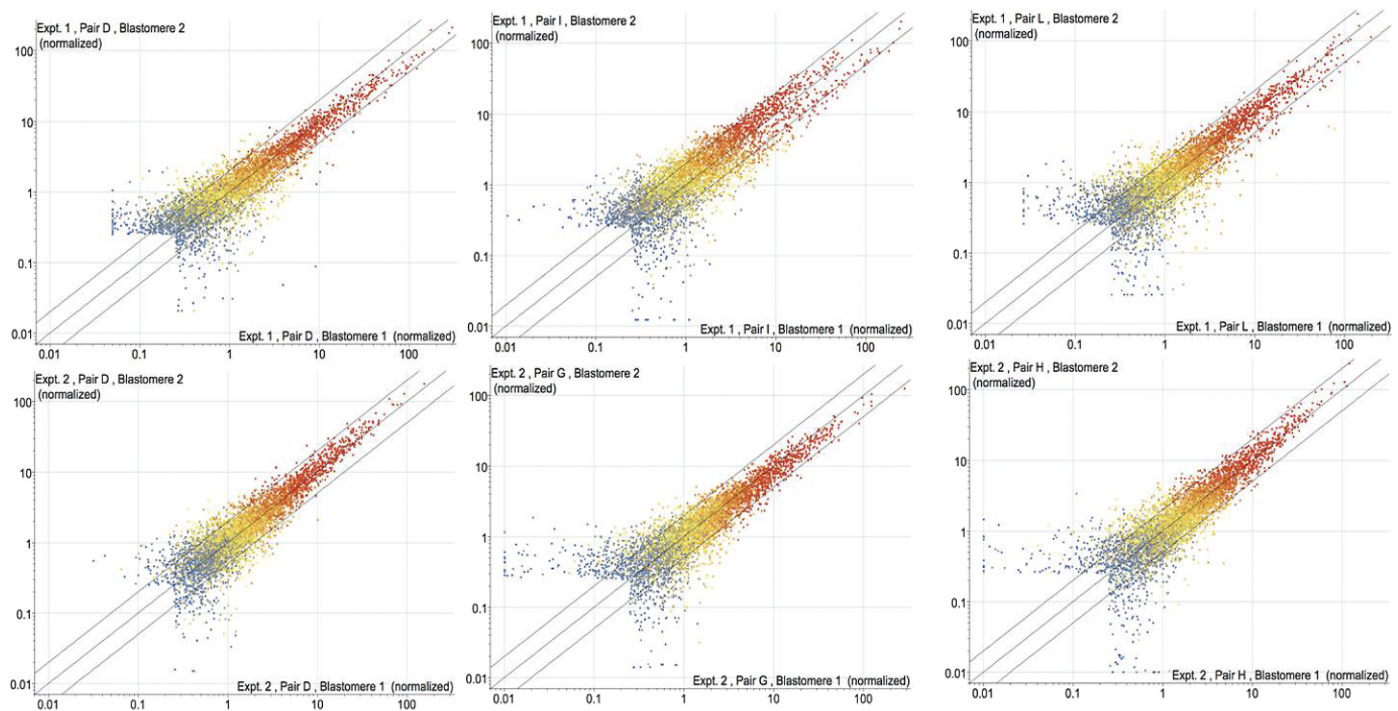 Expt. 1 , Pair D , Blastomere 2
(normalized)
100
10
1
0.1
0.01
Expt. 1 , Pair D , Blastomere 1 (normalized)
0.01 0.1 1 10 100
Expt. 1 , Pair I , Blastomere 2
(normalized)
100
10
1
0.1
0.01
Expt. 1 , Pair I , Blastomere 1 (normalized)
0.01 0.1 1 10 100
Expt. 1 , Pair L , Blastomere 2
(normalized)
100
10
1
0.1
0.01
Expt. 1 , Pair L , Blastomere 1 (normalized)
0.01 0.1 1 10 100
Expt. 2 , Pair D , Blastomere 2
(normalized)
100
10
1
0.1
0.01
Expt. 2 , Pair D , Blastomere 1 (normalized)
0.01 0.1 1 10 100
Expt. 2 , Pair G , Blastomere 2
(normalized)
100
10
1
0.1
0.01
Expt. 2 , Pair G , Blastomere 1 (normalized)
0.01 0.1 1 10 100
Expt. 2 , Pair H , Blastomere 2
(normalized)
100
10
1
0.1
0.01
Expt. 2 , Pair H , Blastomere 1 (normalized)
0.01 0.1 1 10 100